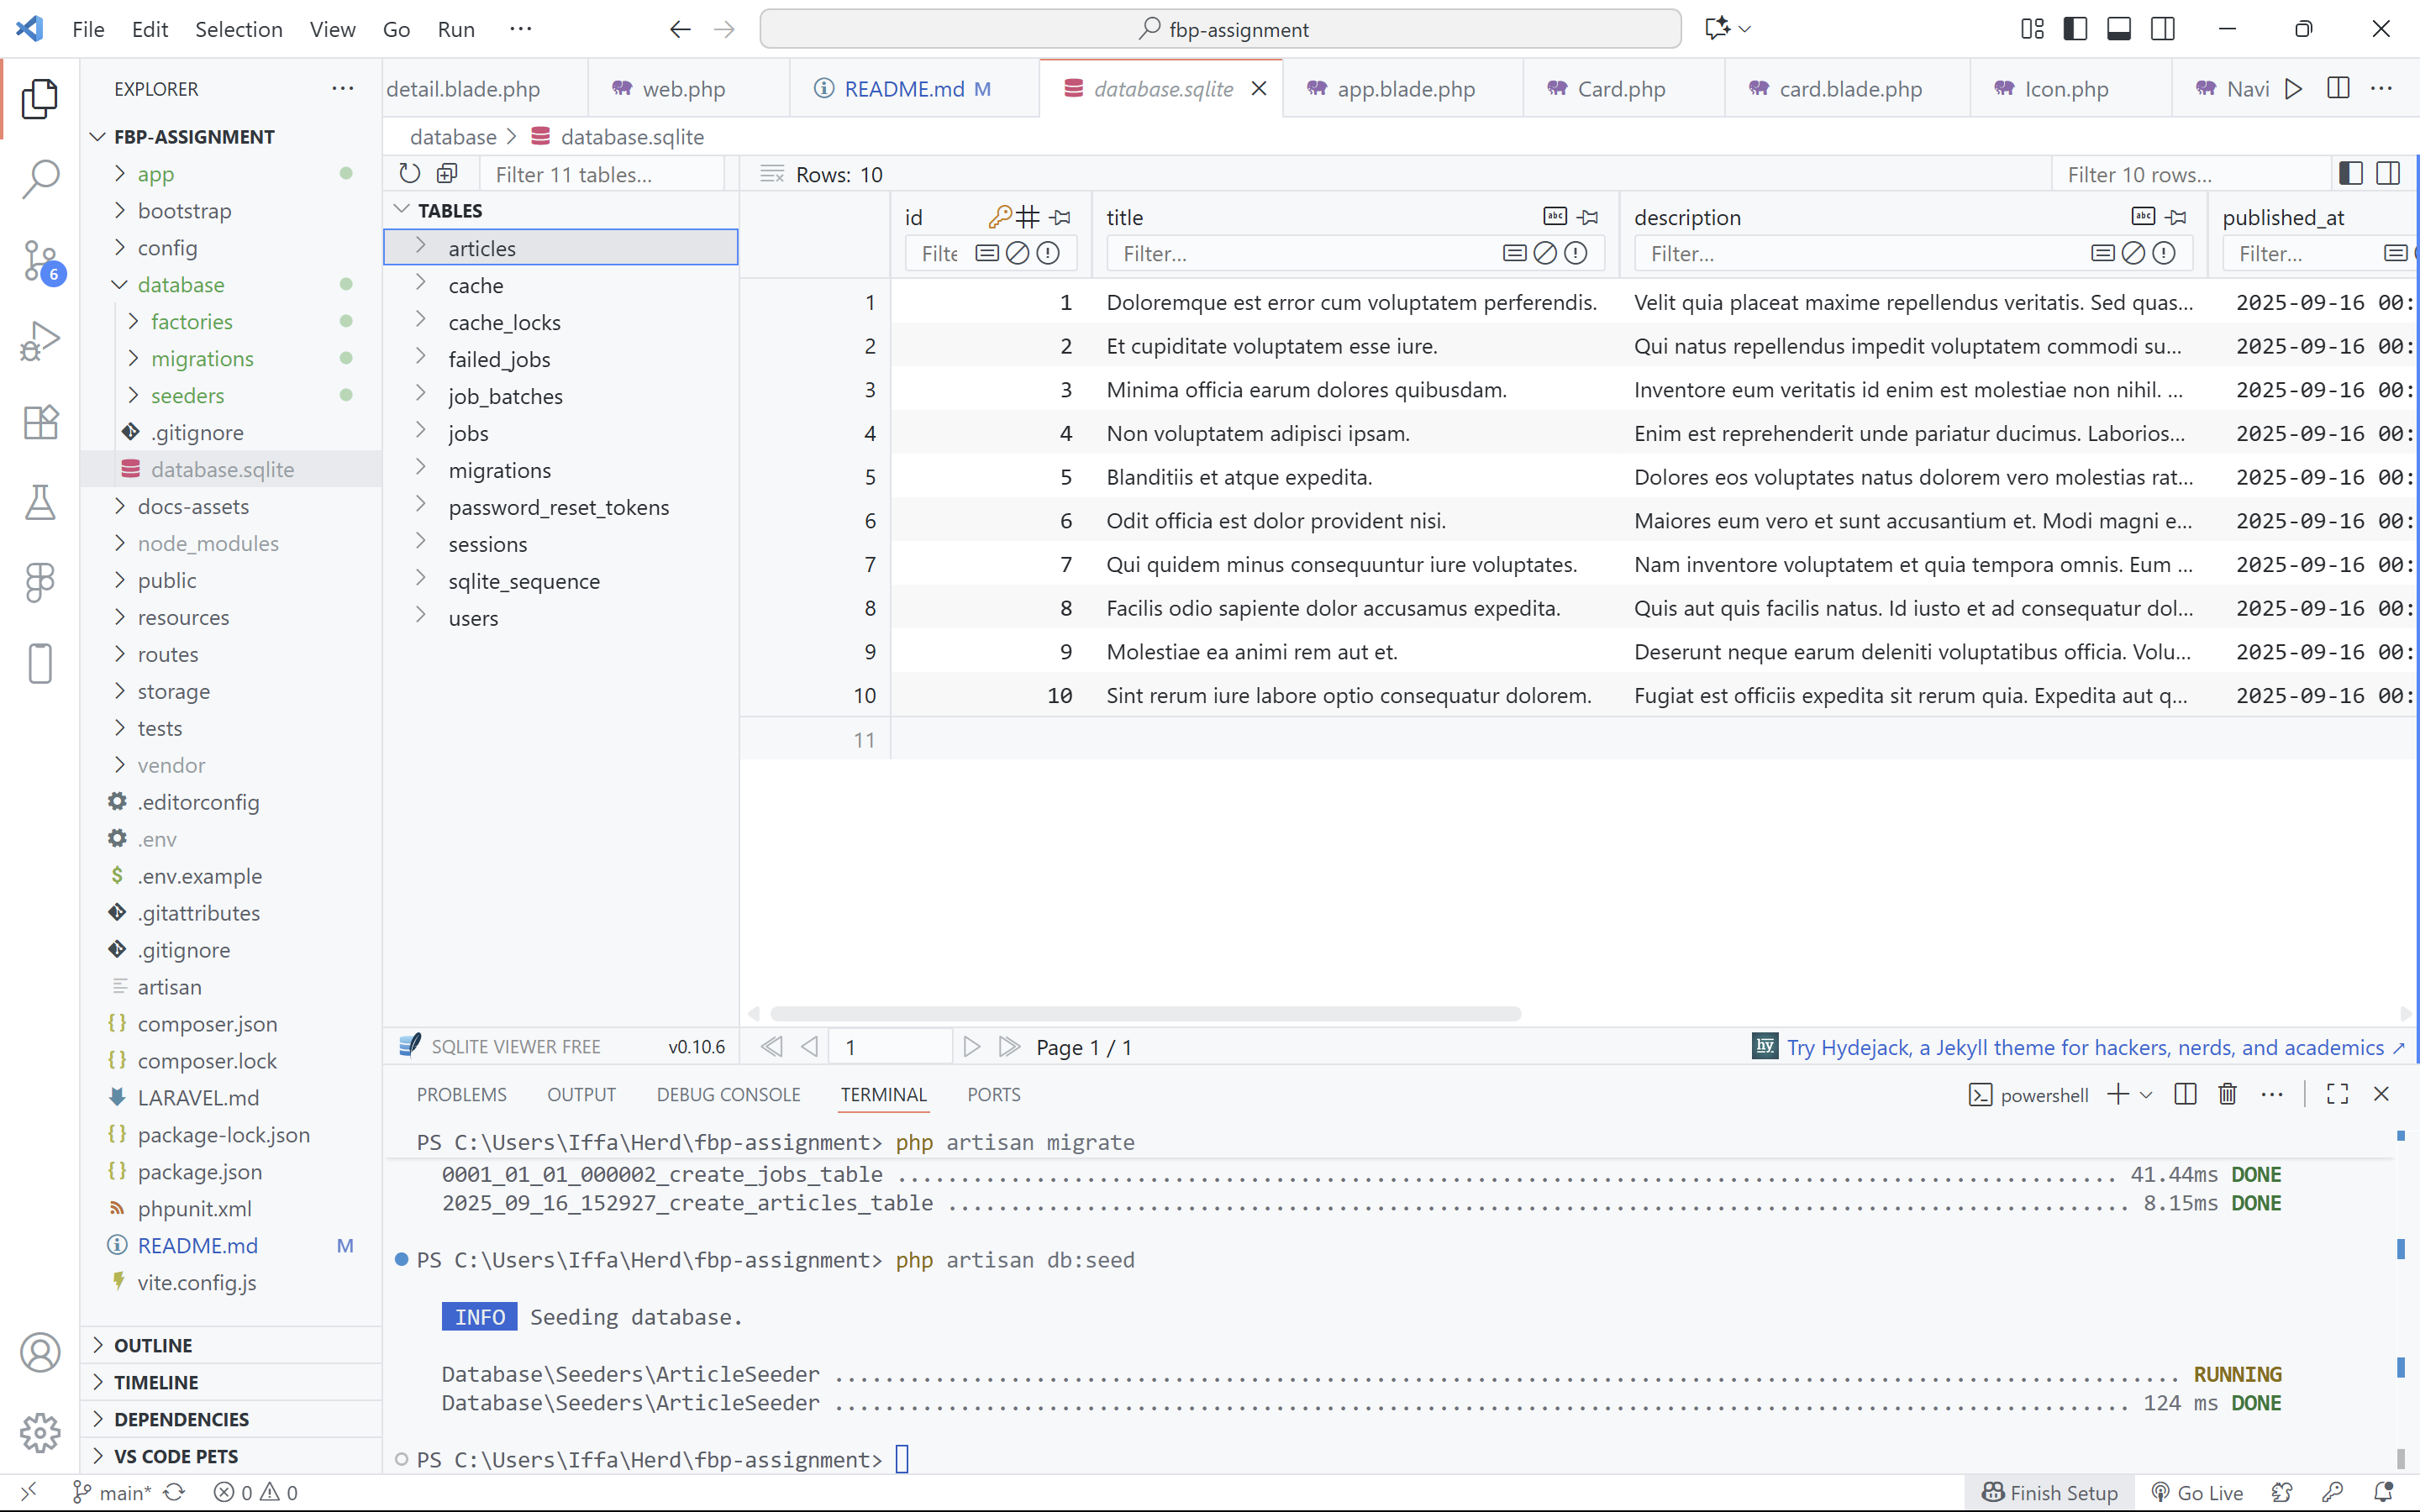 File Edit Selection View Go Run ··· fbp-assignment
EXPLORER
FBP-ASSIGNMENT
app
bootstrap
config
database
factories
migrations
seeders
.gitignore
database.sqlite
docs-assets
node_modules
public
resources
routes
storage
tests
vendor
.editorconfig
.env
.env.example
.gitattributes
.gitignore
artisan
composer.json
composer.lock
LARAVEL.md
package-lock.json
package.json
phpunit.xml
README.md M
vite.config.js
OUTLINE
TIMELINE
DEPENDENCIES
VS CODE PETS
6
detail.blade.php web.php README.md M database.sqlite app.blade.php Card.php card.blade.php Icon.php Navi
database > database.sqlite
Filter 11 tables...
TABLES
articles
cache
cache_locks
failed_jobs
job_batches
jobs
migrations
password_reset_tokens
sessions
sqlite_sequence
users
SQLITE VIEWER FREE v0.10.6
Rows: 10 Filter 10 rows...
id title abc description abc published_at
Filte Filter... Filter... Filter...
1 1 Doloremque est error cum voluptatem perferendis. Velit quia placeat maxime repellendus veritatis. Sed quas... 2025-09-16 00:
2 2 Et cupiditate voluptatem esse iure. Qui natus repellendus impedit voluptatem commodi su... 2025-09-16 00:
3 3 Minima officia earum dolores quibusdam. Inventore eum veritatis id enim est molestiae non nihil. ... 2025-09-16 00:
4 4 Non voluptatem adipisci ipsam. Enim est reprehenderit unde pariatur ducimus. Laborios... 2025-09-16 00:
5 5 Blanditiis et atque expedita. Dolores eos voluptates natus dolorem vero molestias rat... 2025-09-16 00:
6 6 Odit officia est dolor provident nisi. Maiores eum vero et sunt accusantium et. Modi magni e... 2025-09-16 00:
7 7 Qui quidem minus consequuntur iure voluptates. Nam inventore voluptatem et quia tempora omnis. Eum ... 2025-09-16 00:
8 8 Facilis odio sapiente dolor accusamus expedita. Quis aut quis facilis natus. Id iusto et ad consequatur dol... 2025-09-16 00:
9 9 Molestiae ea animi rem aut et. Deserunt neque earum deleniti voluptatibus officia. Volu... 2025-09-16 00:
10 10 Sint rerum iure labore optio consequatur dolorem. Fugiat est officiis expedita sit rerum quia. Expedita aut q... 2025-09-16 00:
11
1 Page 1 / 1 hy Try Hydejack, a Jekyll theme for hackers, nerds, and academics ↗
PROBLEMS OUTPUT DEBUG CONSOLE TERMINAL PORTS powershell
PS C:\Users\Iffa\Herd\fbp-assignment> php artisan migrate
0001_01_01_000002_create_jobs_table ........ 41.44ms DONE
2025_09_16_152927_create_articles_table ........ 8.15ms DONE
PS C:\Users\Iffa\Herd\fbp-assignment> php artisan db:seed
INFO Seeding database.
Database\Seeders\ArticleSeeder ........ RUNNING
Database\Seeders\ArticleSeeder ........ 124 ms DONE
PS C:\Users\Iffa\Herd\fbp-assignment>
main* 0 0 Finish Setup Go Live